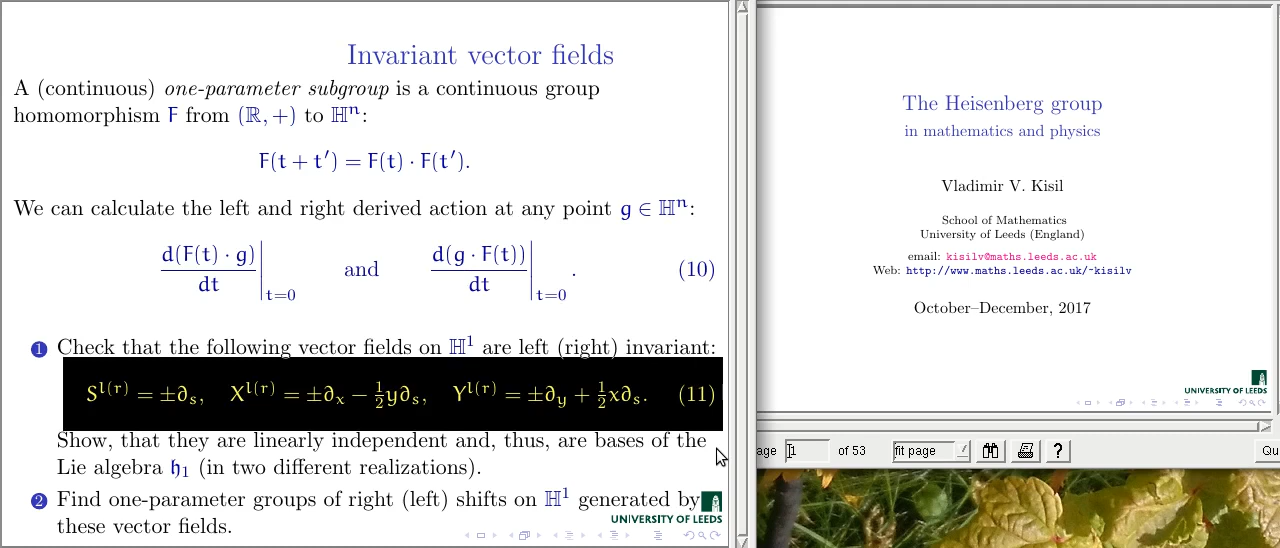 Invariant vector fields
A (continuous) one-parameter subgroup is a continuous group
homomorphism F from (ℝ, +) to ℍⁿ:
F(t + t′) = F(t) · F(t′).
We can calculate the left and right derived action at any point g ∈ ℍⁿ:
d(F(t) · g)/dt |t=0 and d(g · F(t))/dt |t=0 . (10)
1 Check that the following vector fields on ℍ¹ are left (right) invariant:
Sˡ⁽ʳ⁾ = ±∂ₛ, Xˡ⁽ʳ⁾ = ±∂ₓ − ½y∂ₛ, Yˡ⁽ʳ⁾ = ±∂_y + ½x∂ₛ. (11)
Show, that they are linearly independent and, thus, are bases of the
Lie algebra 𝔥₁ (in two different realizations).
2 Find one-parameter groups of right (left) shifts on ℍ¹ generated by
these vector fields.
UNIVERSITY OF LEEDS
The Heisenberg group
in mathematics and physics
Vladimir V. Kisil
School of Mathematics
University of Leeds (England)
email: kisilv@maths.leeds.ac.uk
Web: http://www.maths.leeds.ac.uk/~kisilv
October–December, 2017
UNIVERSITY OF LEEDS
age 1 of 53 fit page ? Qu